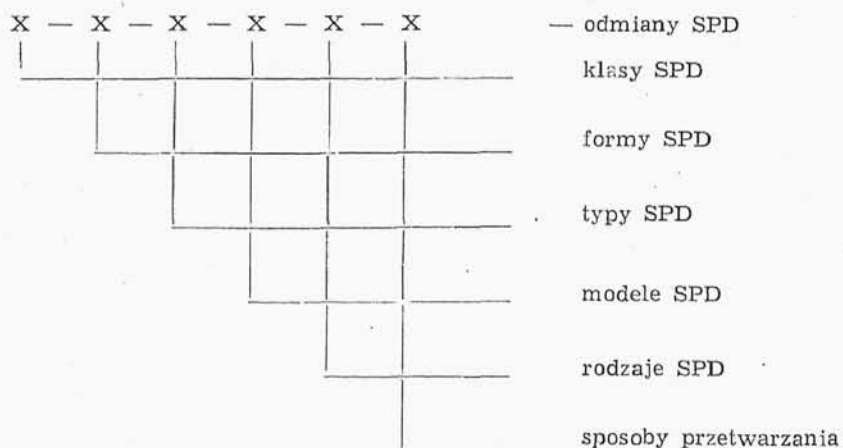 X — X — X — X — X — X — odmiany SPD
klasy SPD
formy SPD
typy SPD
modele SPD
rodzaje SPD
sposoby przetwarzania